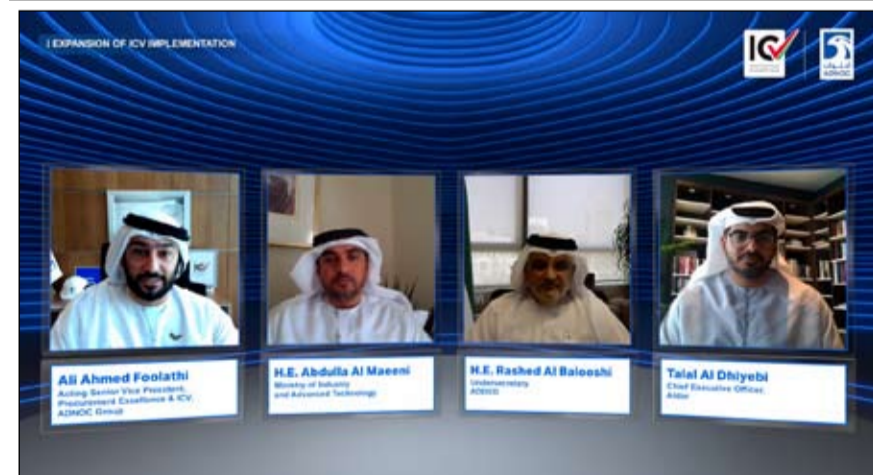 | EXPANSION OF ICV IMPLEMENTATION
ICV
أدنوك
ADNOC
Ali Ahmed Foolathi
Acting Senior Vice President,
Procurement Excellence & ICV,
ADNOC Group
H.E. Abdulla Al Maeeni
Ministry of Industry
and Advanced Technology
H.E. Rashed Al Balooshi
Undersecretary
ADDED
Talal Al Dhiyebi
Chief Executive Officer,
Aldar